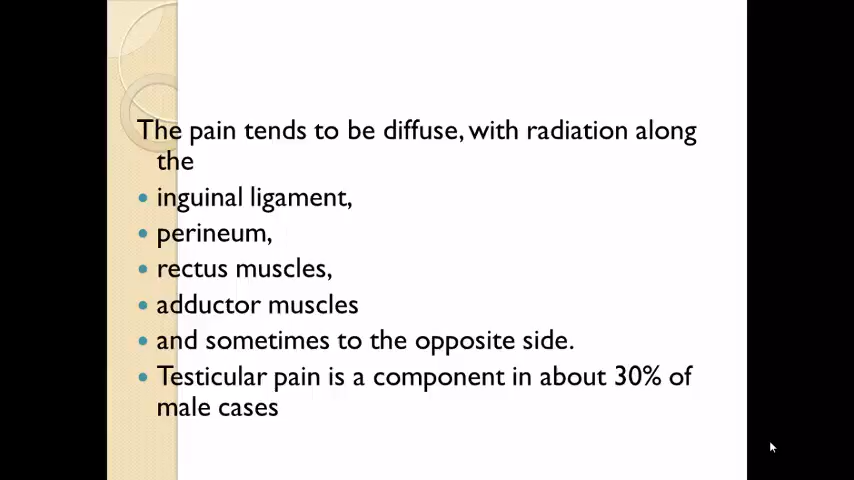 The pain tends to be diffuse, with radiation along
the
• inguinal ligament,
• perineum,
• rectus muscles,
• adductor muscles
• and sometimes to the opposite side.
• Testicular pain is a component in about 30% of
male cases